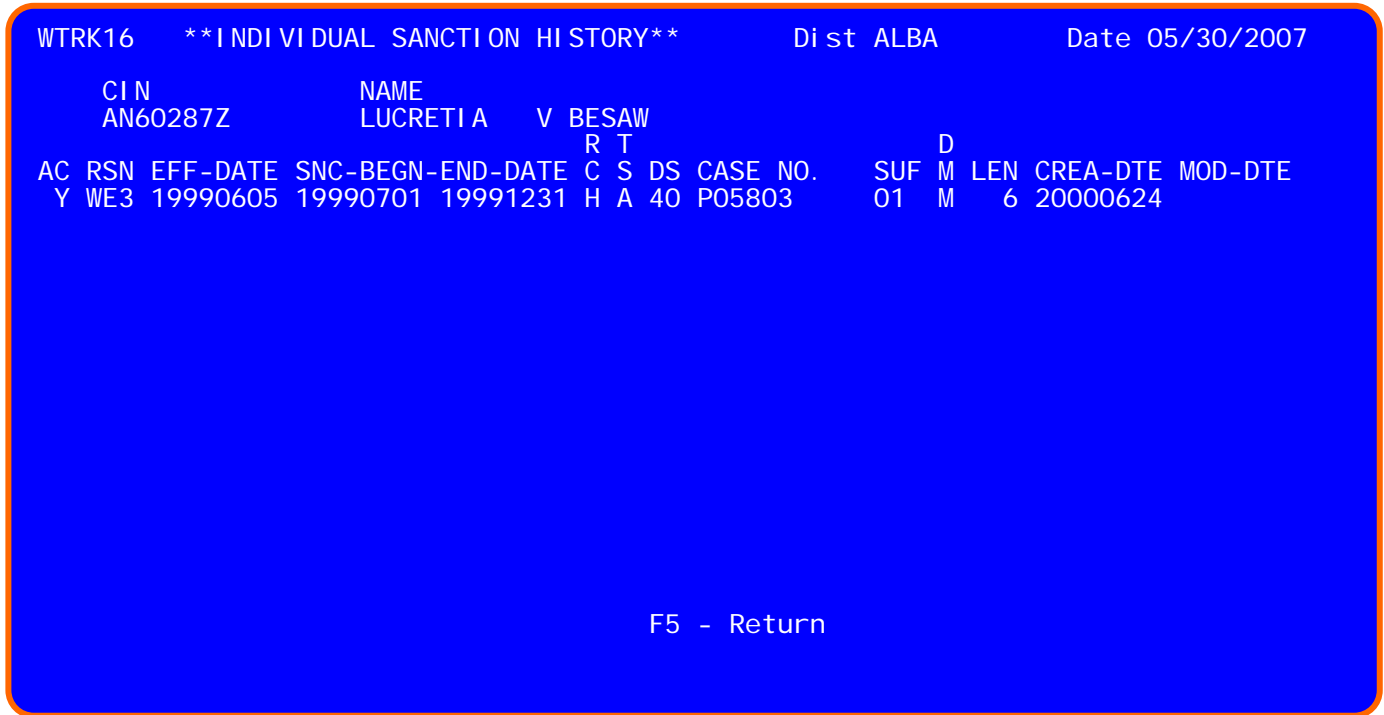 WTRK16 **INDIVIDUAL SANCTION HISTORY** Dist ALBA Date 05/30/2007
CIN NAME
AN60287Z LUCRETIA V BESAW
R T D
AC RSN EFF-DATE SNC-BEGN-END-DATE C S DS CASE NO. SUF M LEN CREA-DTE MOD-DTE
Y WE3 19990605 19990701 19991231 H A 40 P05803 01 M 6 20000624
F5 - Return